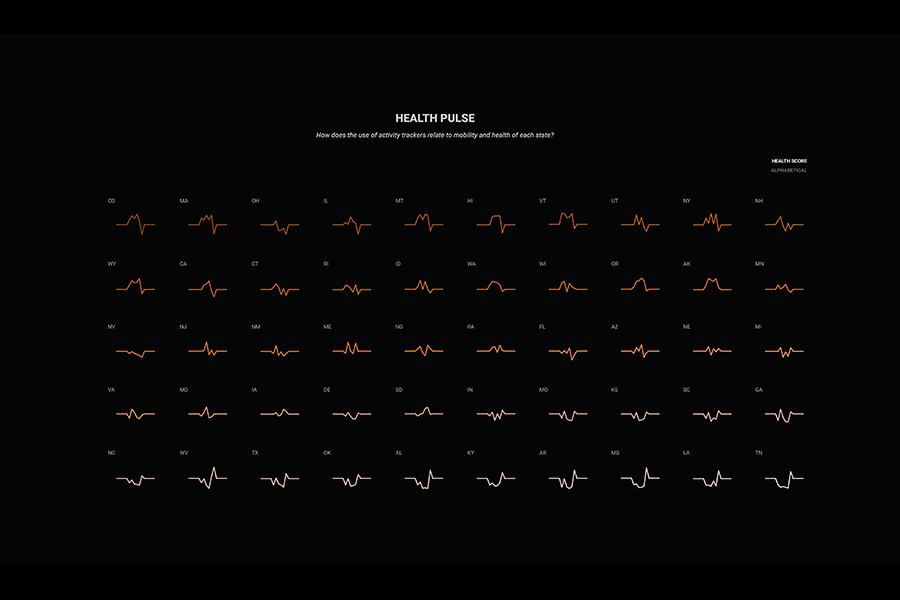 HEALTH PULSE
How does the use of activity trackers relate to mobility and health of each state?
HEALTH SCORE
ALPHABETICAL
CO MA OH IL MT HI VT UT NY NH
WY CA CT RI ID WA WI OR AK MN
NV NJ NM ME ND PA FL AZ NE MI
VA MD IA DE SD IN MO KS SC GA
NC WV TX OK AL KY AR MS LA TN